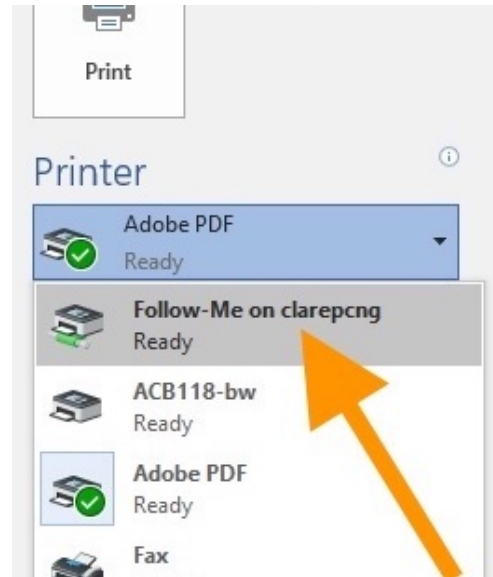 Print
Printer
Adobe PDF
Ready
Follow-Me on clarepcng
Ready
ACB118-bw
Ready
Adobe PDF
Ready
Fax